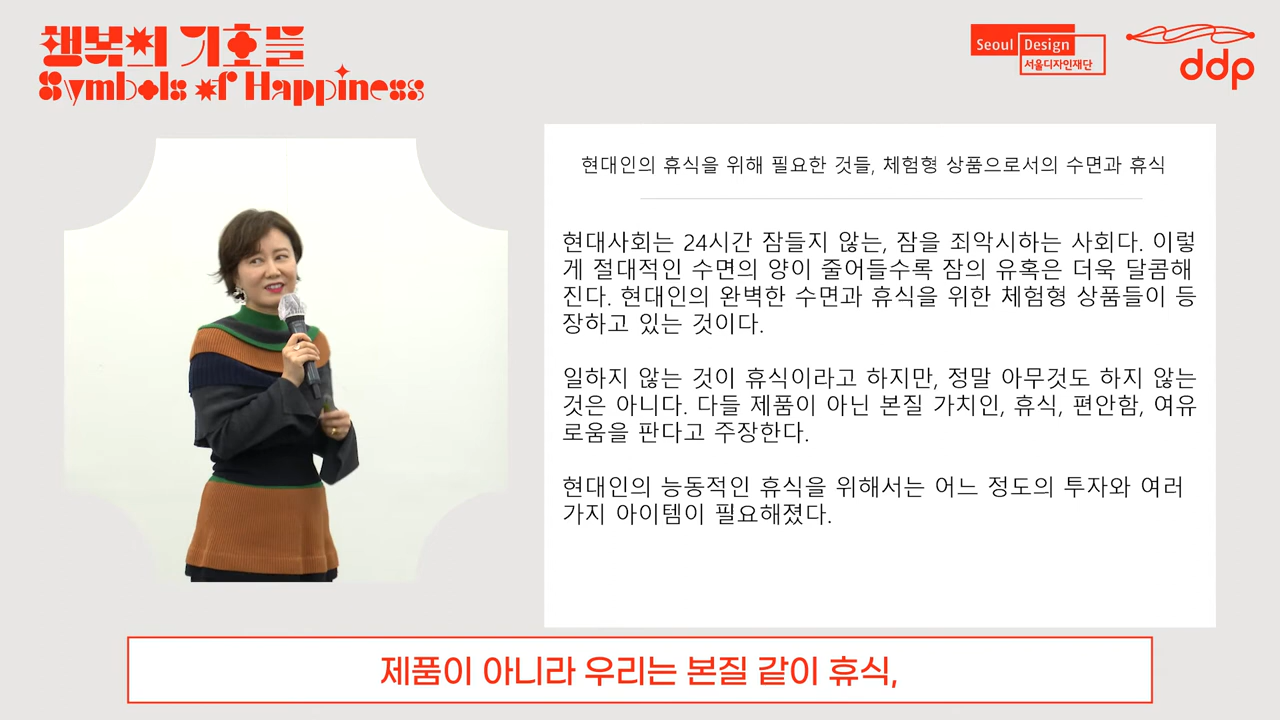 행복의 기호들
Symbols of Happiness
Seoul Design
서울디자인재단
ddp
현대인의 휴식을 위해 필요한 것들, 체험형 상품으로서의 수면과 휴식
현대사회는 24시간 잠들지 않는, 잠을 죄악시하는 사회다. 이렇
게 절대적인 수면의 양이 줄어들수록 잠의 유혹은 더욱 달콤해
진다. 현대인의 완벽한 수면과 휴식을 위한 체험형 상품들이 등
장하고 있는 것이다.
일하지 않는 것이 휴식이라고 하지만, 정말 아무것도 하지 않는
것은 아니다. 다들 제품이 아닌 본질 가치인, 휴식, 편안함, 여유
로움을 판다고 주장한다.
현대인의 능동적인 휴식을 위해서는 어느 정도의 투자와 여러
가지 아이템이 필요해졌다.
제품이 아니라 우리는 본질 같이 휴식,